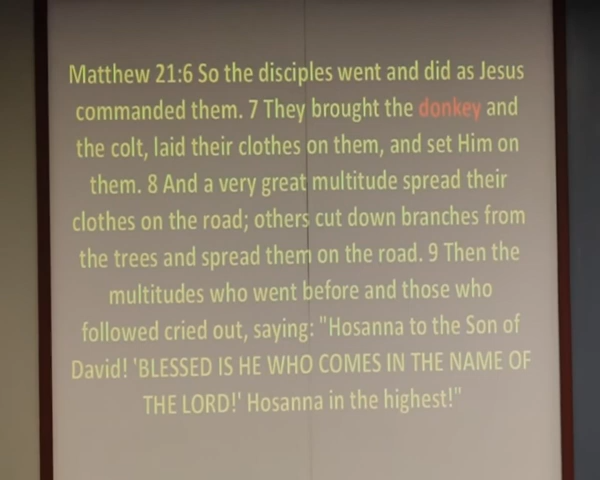 Matthew 21:6 So the disciples went and did as Jesus
commanded them. 7 They brought the donkey and
the colt, laid their clothes on them, and set Him on
them. 8 And a very great multitude spread their
clothes on the road; others cut down branches from
the trees and spread them on the road. 9 Then the
multitudes who went before and those who
followed cried out, saying: "Hosanna to the Son of
David! 'BLESSED IS HE WHO COMES IN THE NAME OF
THE LORD!' Hosanna in the highest!"